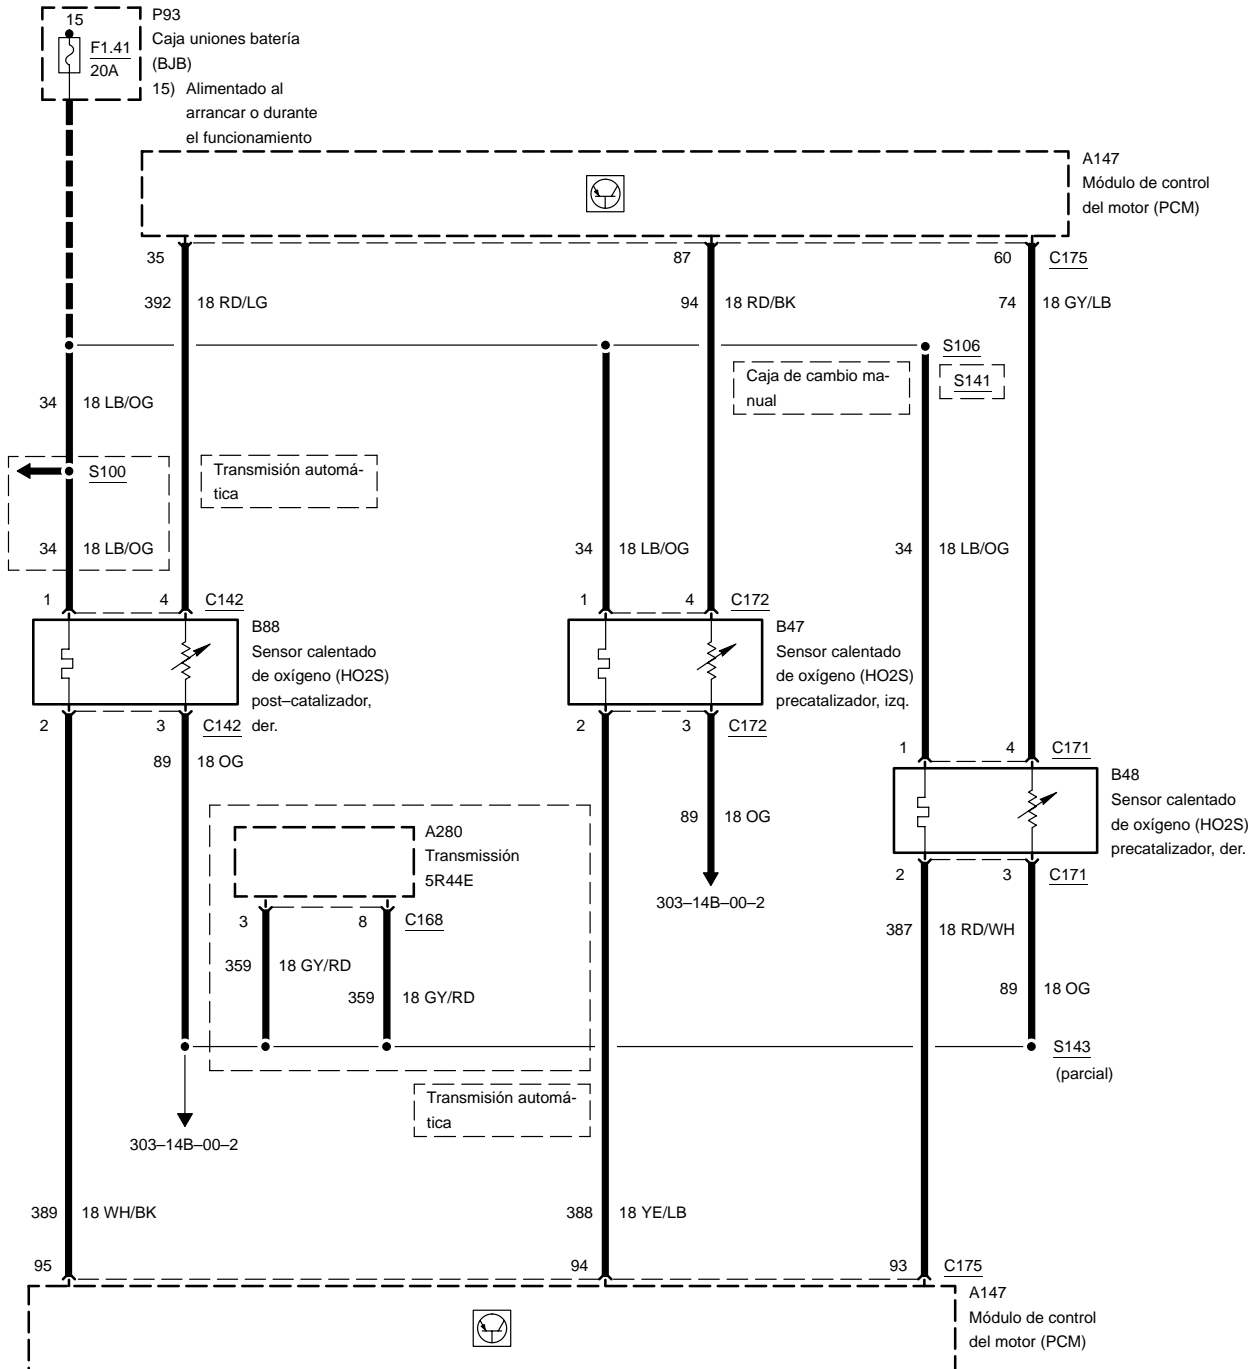 15
P93
F1.41
20A
Caja uniones batería
(BJB)
15) Alimentado al
arrancar o durante
el funcionamiento
A147
Módulo de control
del motor (PCM)
35
87
60
C175
392
18 RD/LG
94
18 RD/BK
74
18 GY/LB
S106
Caja de cambio ma-
nual
S141
34
18 LB/OG
S100
Transmisión automá-
tica
34
18 LB/OG
34
18 LB/OG
34
18 LB/OG
1
4
C142
1
4
C172
B88
Sensor calentado
de oxígeno (HO2S)
post–catalizador,
der.
B47
Sensor calentado
de oxígeno (HO2S)
precatalizador, izq.
2
3
C142
2
3
C172
1
4
C171
89
18 OG
B48
Sensor calentado
de oxígeno (HO2S)
precatalizador, der.
89
18 OG
A280
Transmissión
5R44E
2
3
C171
303–14B–00–2
3
8
C168
387
18 RD/WH
359
18 GY/RD
89
18 OG
359
18 GY/RD
S143
(parcial)
Transmisión automá-
tica
303–14B–00–2
389
18 WH/BK
388
18 YE/LB
95
94
93
C175
A147
Módulo de control
del motor (PCM)